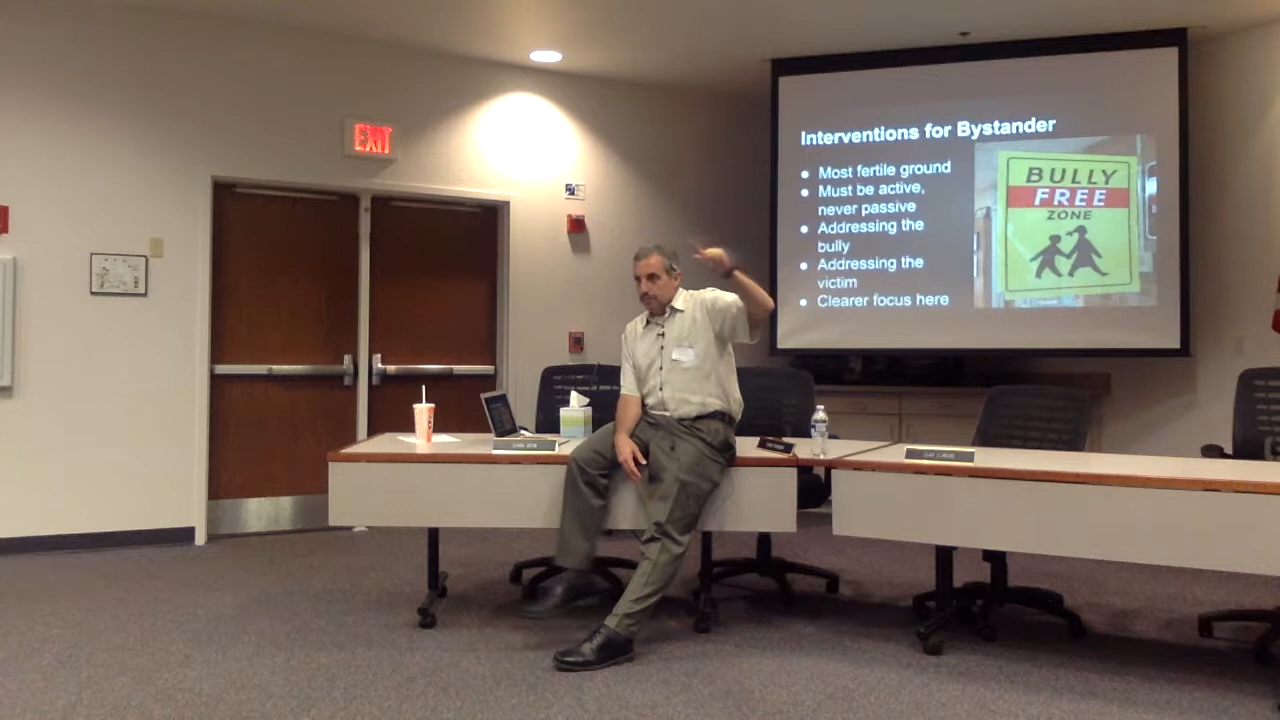 EXIT
Interventions for Bystander
● Most fertile ground
● Must be active,
never passive
● Addressing the
bully
● Addressing the
victim
● Clearer focus here
BULLY
FREE
ZONE